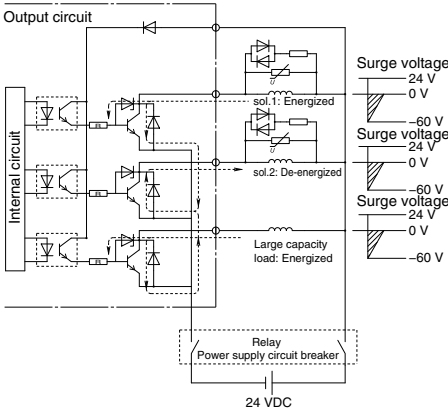 Output circuit
Internal circuit
sol.1: Energized
Surge voltage
24 V
0 V
−60 V
sol.2: De-energized
Surge voltage
24 V
0 V
−60 V
Large capacity
load: Energized
Surge voltage
24 V
0 V
−60 V
Relay
Power supply circuit breaker
24 VDC